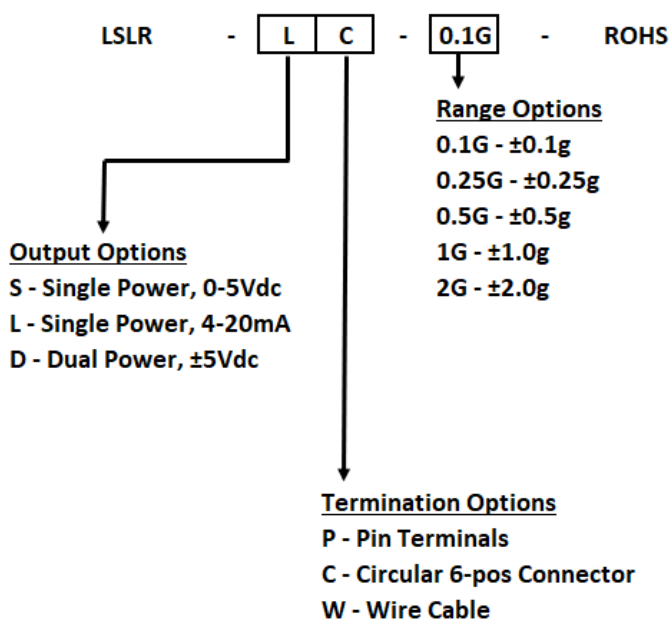 LSLR - L C - 0.1G - ROHS
Range Options
0.1G - ±0.1g
0.25G - ±0.25g
0.5G - ±0.5g
1G - ±1.0g
2G - ±2.0g
Output Options
S - Single Power, 0-5Vdc
L - Single Power, 4-20mA
D - Dual Power, ±5Vdc
Termination Options
P - Pin Terminals
C - Circular 6-pos Connector
W - Wire Cable